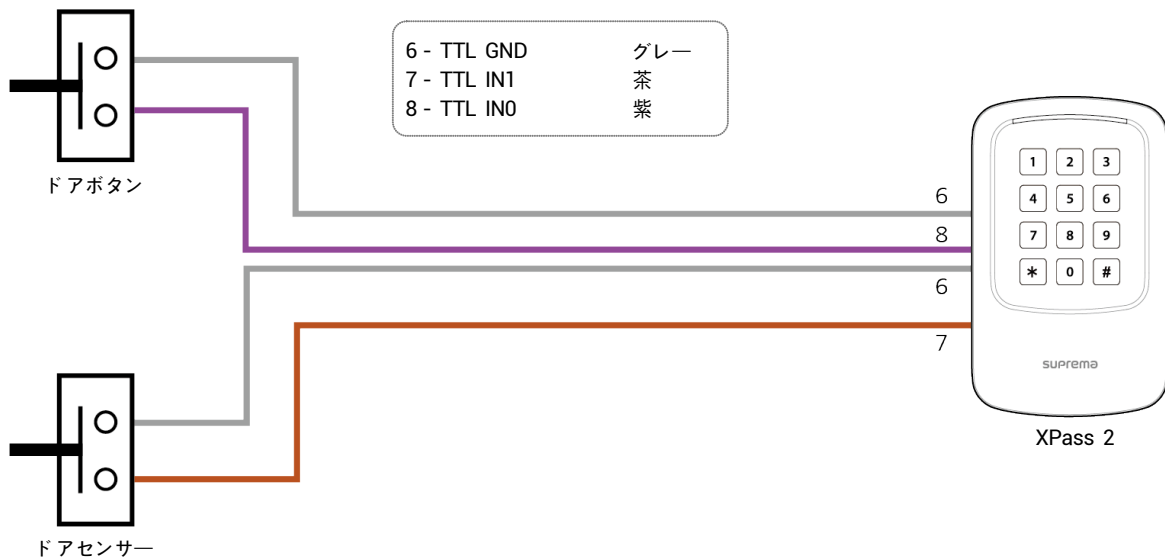 6 - TTL GND グレー
7 - TTL IN1 茶
8 - TTL IN0 紫
ドアボタン
6
8
6
7
1 2 3
4 5 6
7 8 9
* 0 #
suprema
XPass 2
ドアセンサー